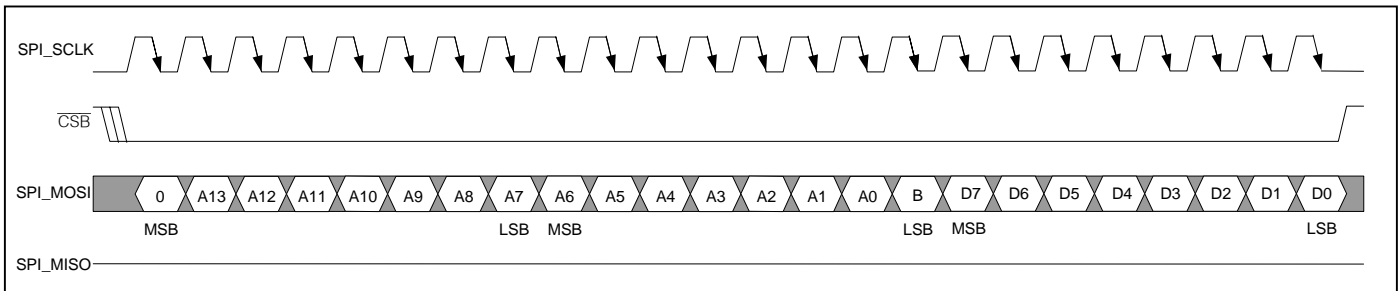 SPI_SCLK
CSB
SPI_MOSI 0 A13 A12 A11 A10 A9 A8 A7 A6 A5 A4 A3 A2 A1 A0 B D7 D6 D5 D4 D3 D2 D1 D0
MSB LSB MSB LSB MSB LSB
SPI_MISO